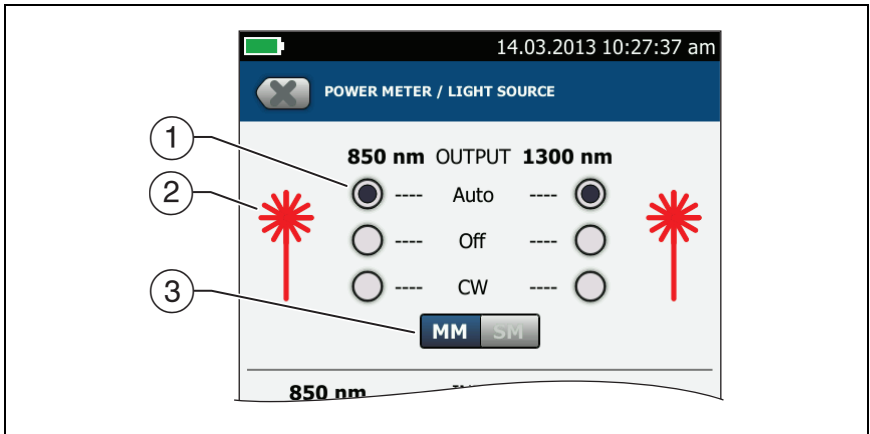 14.03.2013 10:27:37 am
POWER METER / LIGHT SOURCE
1
850 nm OUTPUT 1300 nm
---- Auto ----
2
---- Off ----
---- CW ----
3
MM SM
850 nm